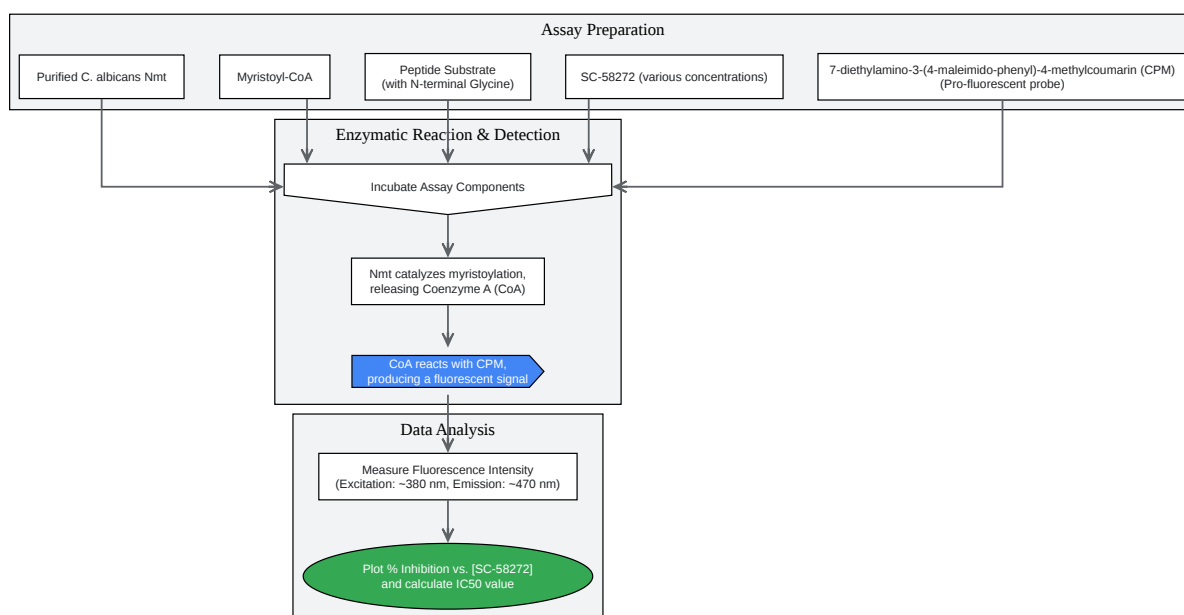 Assay Preparation
Purified C. albicans Nmt
Myristoyl-CoA
Peptide Substrate
(with N-terminal Glycine)
SC-58272 (various concentrations)
7-diethylamino-3-(4-maleimido-phenyl)-4-methylcoumarin (CPM)
(Pro-fluorescent probe)
Enzymatic Reaction & Detection
Incubate Assay Components
Nmt catalyzes myristoylation,
releasing Coenzyme A (CoA)
CoA reacts with CPM,
producing a fluorescent signal
Data Analysis
Measure Fluorescence Intensity
(Excitation: ~380 nm, Emission: ~470 nm)
Plot % Inhibition vs. [SC-58272]
and calculate IC50 value